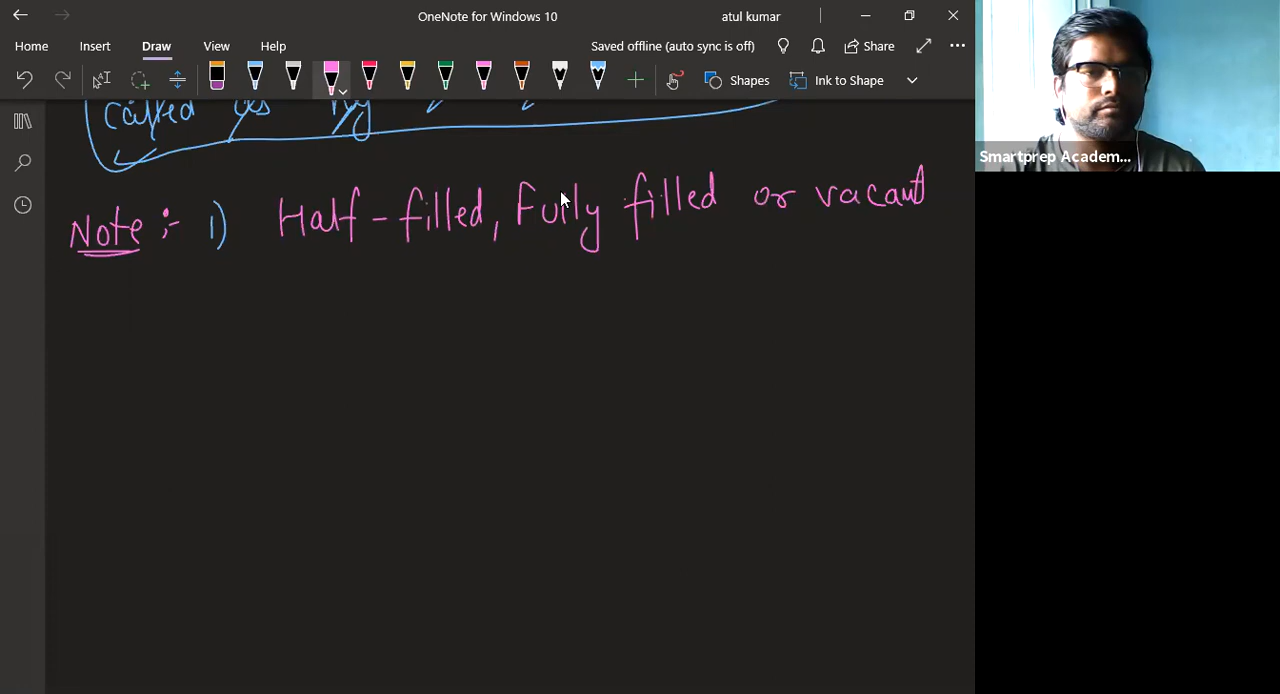 OneNote for Windows 10
atul kumar
Home Insert Draw View Help
Saved offline (auto sync is off)
Share
Shapes
Ink to Shape
Smartprep Academ...
called
Note :- 1) Half-filled, Fully filled or vacant